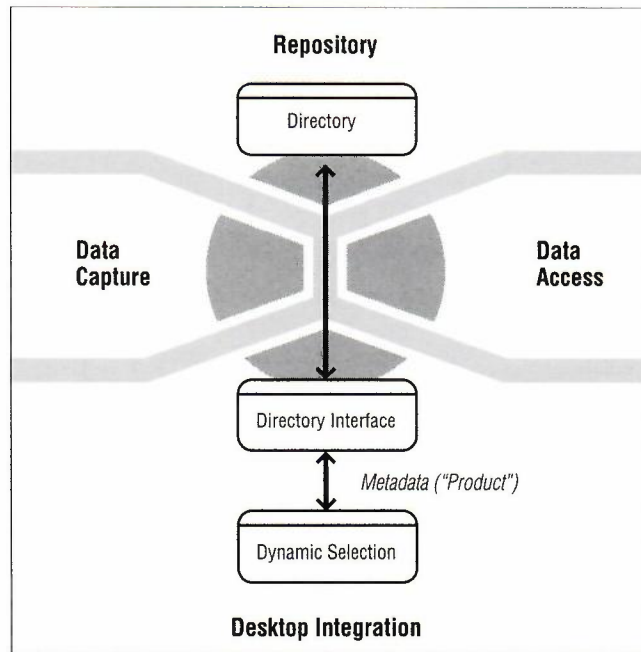 Repository
Directory
Data
Capture
Data
Access
Directory Interface
Metadata (“Product”)
Dynamic Selection
Desktop Integration